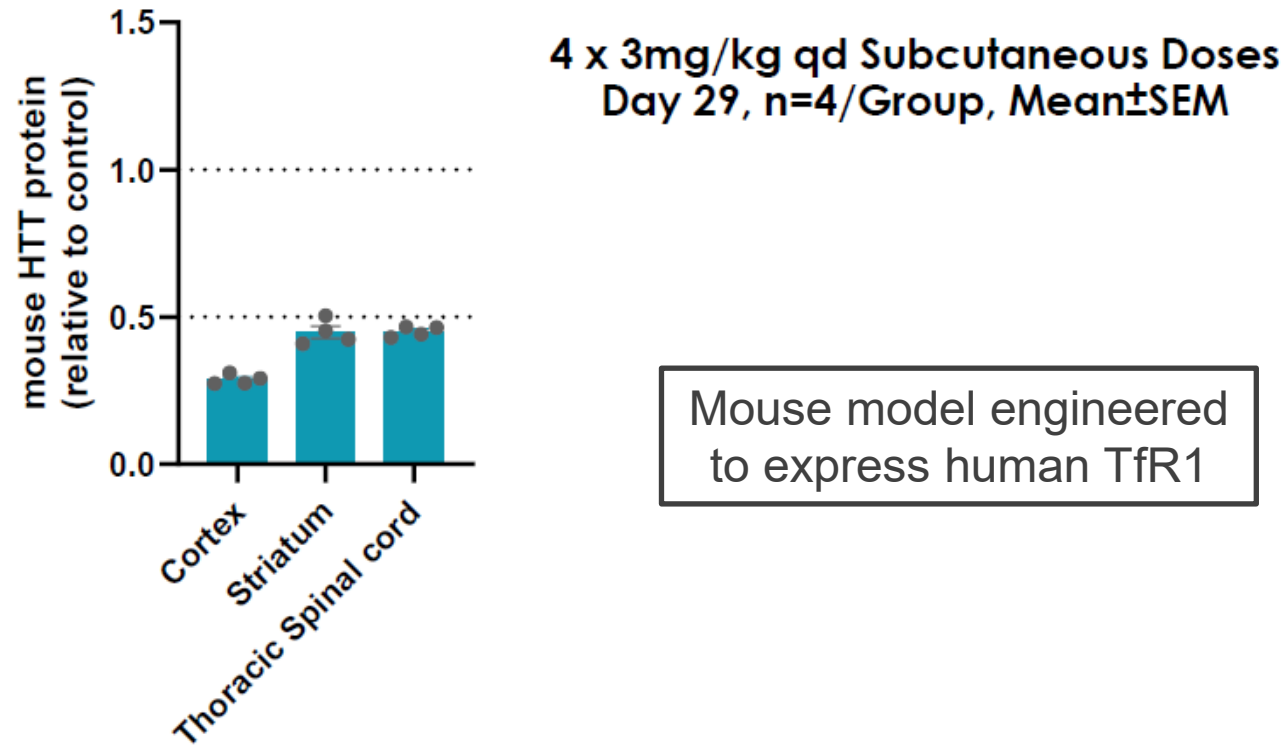 4 x 3mg/kg qd Subcutaneous Doses
Day 29, n=4/Group, Mean±SEM
mouse HTT protein
(relative to control)
1.5
1.0
0.5
0.0
Cortex
Striatum
Thoracic Spinal cord
Mouse model engineered
to express human TfR1